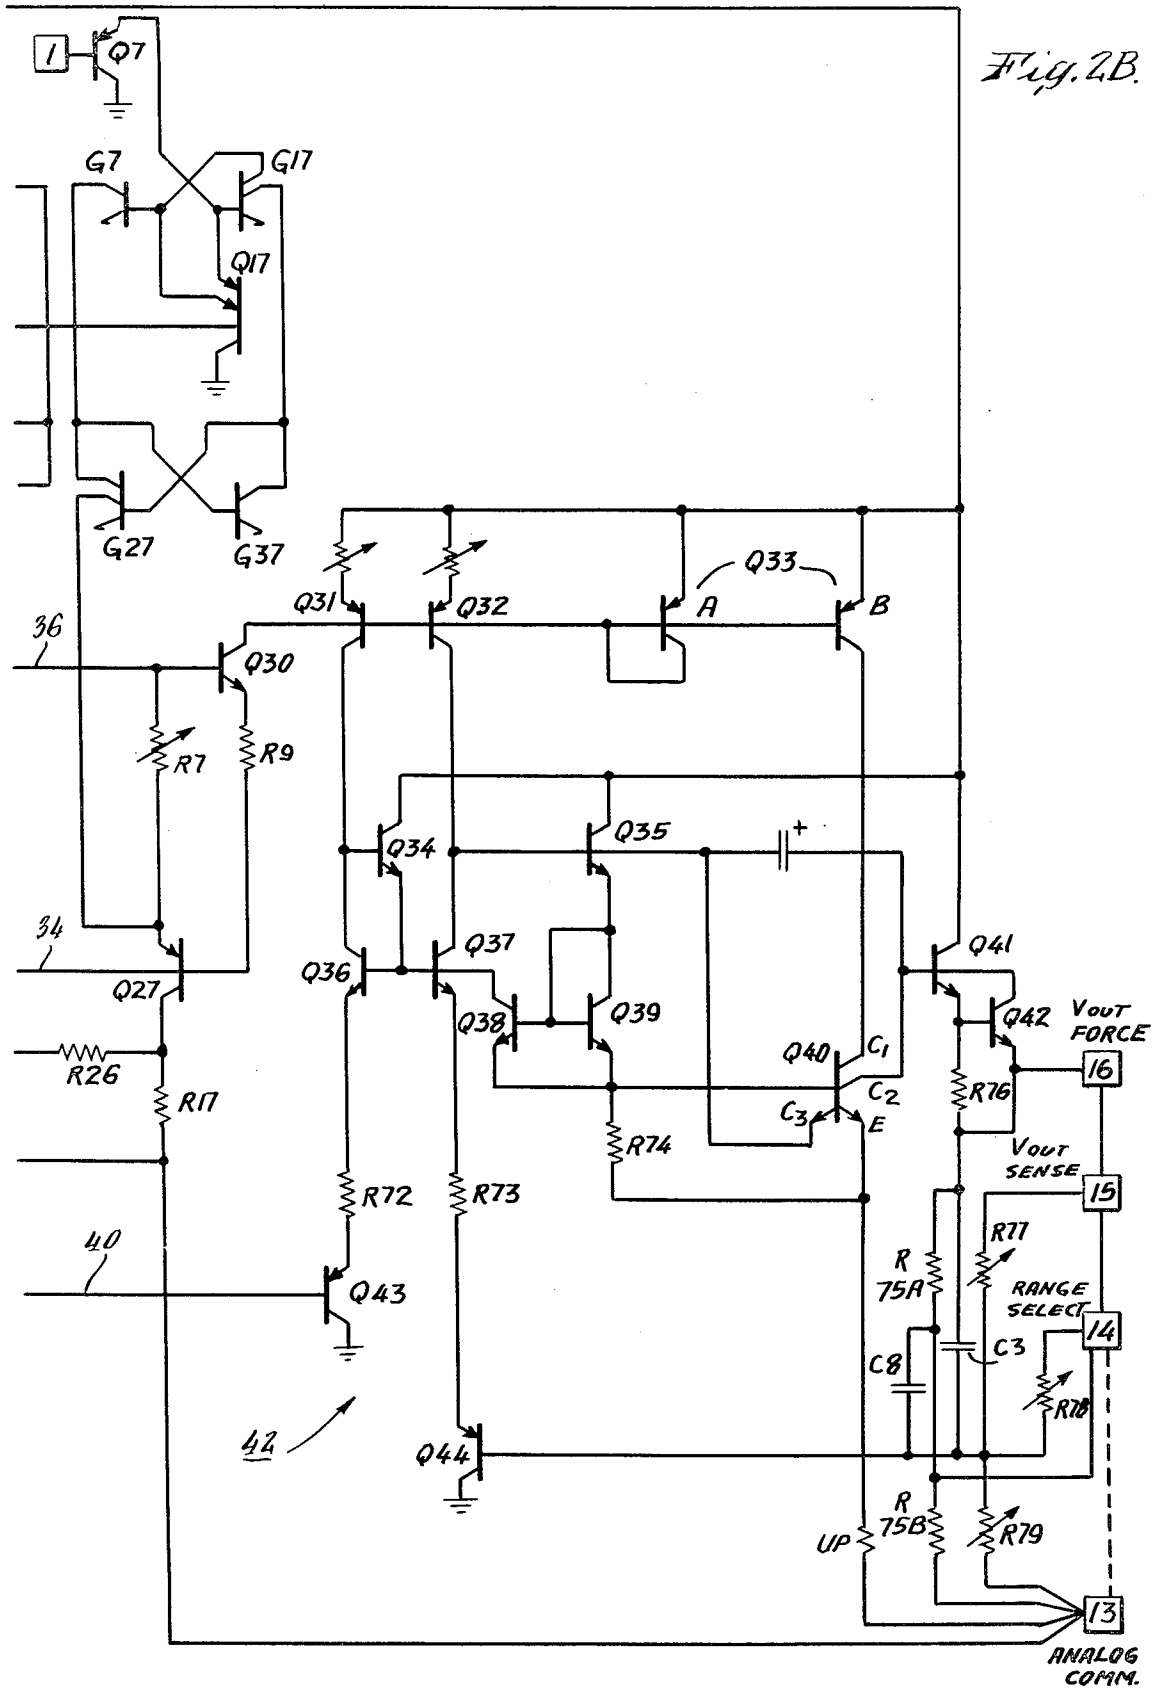 Fig. 2B.
1
Q7
G7
G17
Q17
G27
G37
Q33
Q31
Q32
A
B
36
Q30
R7
R9
Q34
Q35
+
34
Q27
Q36
Q37
Q41
Q38
Q39
Q42
VOUT
FORCE
Q40
C1
16
R26
R76
C2
R17
C3
E
R74
VOUT
SENSE
R72
R73
15
40
R77
R
75A
Q43
RANGE
SELECT
14
C8
C3
R78
42
Q44
R
75B
R79
UP
13
ANALOG
COMM.